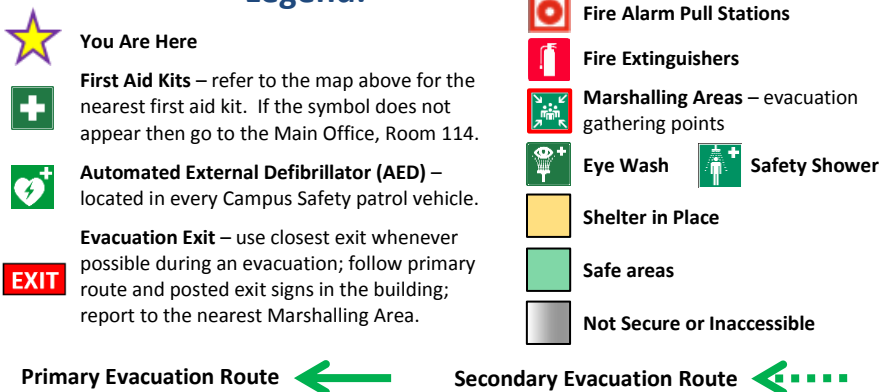 Legend:
You Are Here
First Aid Kits – refer to the map above for the
nearest first aid kit.  If the symbol does not
appear then go to the Main Office, Room 114.
Automated External Defibrillator (AED) –
located in every Campus Safety patrol vehicle.
Evacuation Exit – use closest exit whenever
possible during an evacuation; follow primary
route and posted exit signs in the building;
report to the nearest Marshalling Area.
EXIT
Fire Alarm Pull Stations
Fire Extinguishers
Marshalling Areas – evacuation
gathering points
Eye Wash
Safety Shower
Shelter in Place
Safe areas
Not Secure or Inaccessible
Primary Evacuation Route
Secondary Evacuation Route